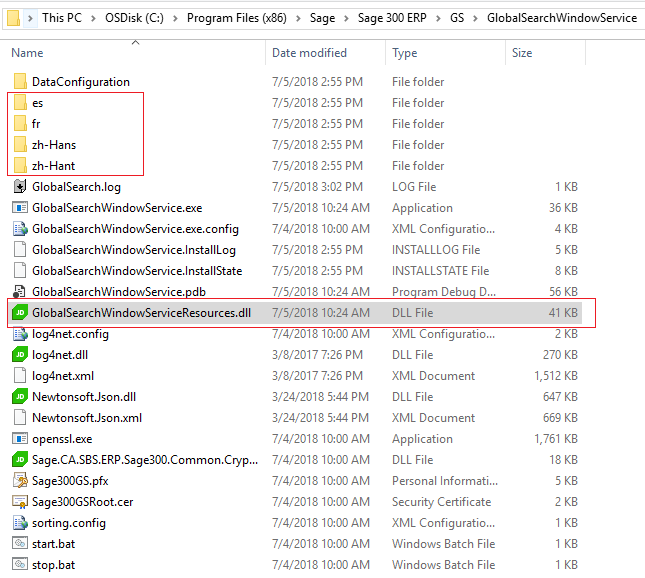 This PC > OSDisk (C:) > Program Files (x86) > Sage > Sage 300 ERP > GS > GlobalSearchWindowService
Name Date modified Type Size
DataConfiguration 7/5/2018 2:55 PM File folder
es 7/5/2018 2:55 PM File folder
fr 7/5/2018 2:55 PM File folder
zh-Hans 7/5/2018 2:55 PM File folder
zh-Hant 7/5/2018 2:55 PM File folder
GlobalSearch.log 7/5/2018 3:02 PM LOG File 1 KB
GlobalSearchWindowService.exe 7/5/2018 10:24 AM Application 36 KB
GlobalSearchWindowService.exe.config 7/4/2018 10:00 AM XML Configuratio... 4 KB
GlobalSearchWindowService.InstallLog 7/5/2018 2:55 PM INSTALLLOG File 5 KB
GlobalSearchWindowService.InstallState 7/5/2018 2:55 PM INSTALLSTATE File 8 KB
GlobalSearchWindowService.pdb 7/5/2018 10:24 AM Program Debug D... 56 KB
GlobalSearchWindowServiceResources.dll 7/5/2018 10:24 AM DLL File 41 KB
log4net.config 7/4/2018 10:00 AM XML Configuratio... 2 KB
log4net.dll 3/8/2017 7:26 PM DLL File 270 KB
log4net.xml 3/8/2017 7:26 PM XML Document 1,512 KB
Newtonsoft.Json.dll 3/24/2018 5:44 PM DLL File 647 KB
Newtonsoft.Json.xml 3/24/2018 5:44 PM XML Document 669 KB
openssl.exe 7/4/2018 10:00 AM Application 1,761 KB
Sage.CA.SBS.ERP.Sage300.Common.Cryp... 7/4/2018 10:00 AM DLL File 18 KB
Sage300GS.pfx 7/4/2018 10:00 AM Personal Informati... 5 KB
Sage300GSRoot.cer 7/4/2018 10:00 AM Security Certificate 2 KB
sorting.config 7/4/2018 10:00 AM XML Configuratio... 1 KB
start.bat 7/4/2018 10:00 AM Windows Batch File 1 KB
stop.bat 7/4/2018 10:00 AM Windows Batch File 1 KB